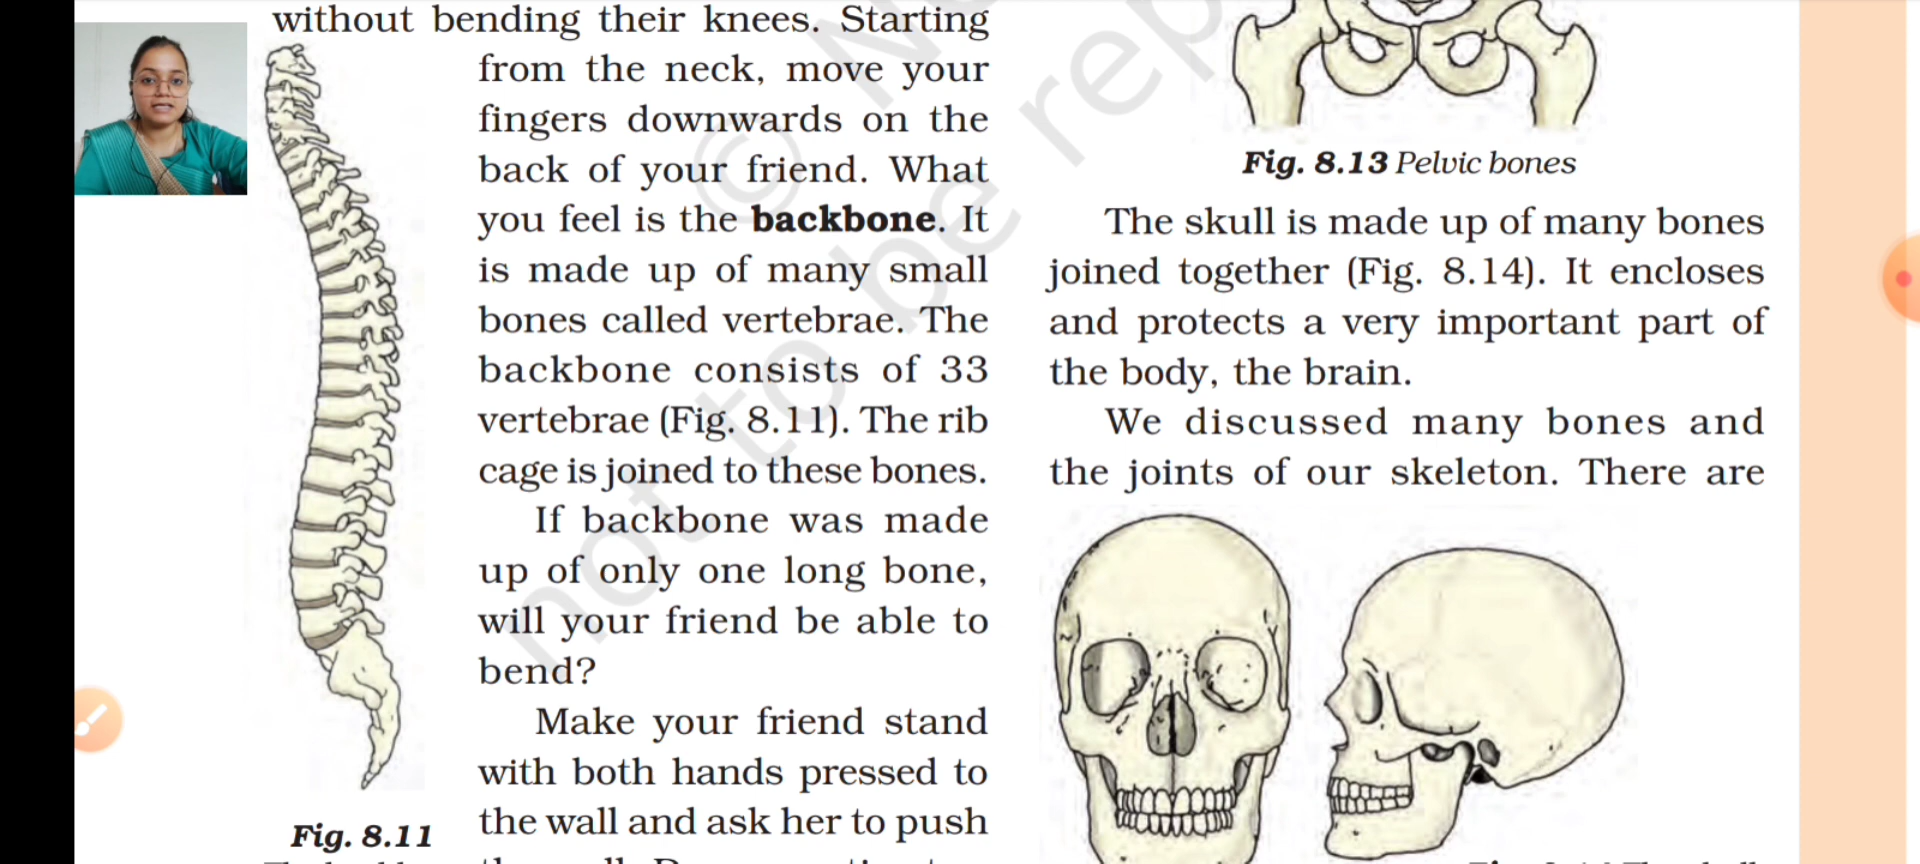 without bending their knees. Starting
from the neck, move your
fingers downwards on the
back of your friend. What
you feel is the backbone. It
is made up of many small
bones called vertebrae. The
backbone consists of 33
vertebrae (Fig. 8.11). The rib
cage is joined to these bones.
If backbone was made
up of only one long bone,
will your friend be able to
bend?
Make your friend stand
with both hands pressed to
the wall and ask her to push
Fig. 8.11
Fig. 8.13 Pelvic bones
The skull is made up of many bones
joined together (Fig. 8.14). It encloses
and protects a very important part of
the body, the brain.
We discussed many bones and
the joints of our skeleton. There are
©
not to be rep